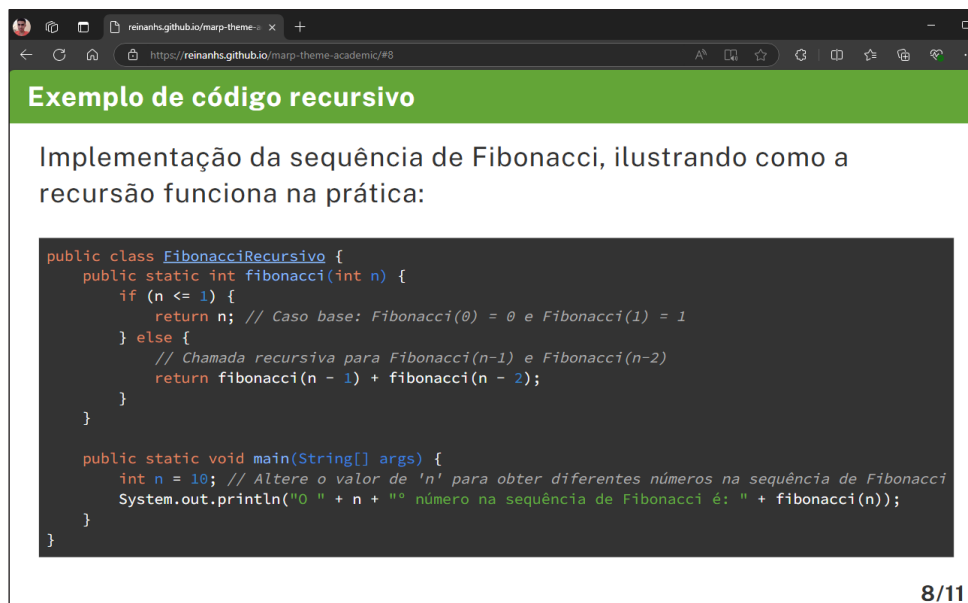 reinanhs.github.io/marp-theme-a
https://reinanhs.github.io/marp-theme-academic/#8
Exemplo de código recursivo
Implementação da sequência de Fibonacci, ilustrando como a
recursão funciona na prática:
public class FibonacciRecursivo {
    public static int fibonacci(int n) {
        if (n <= 1) {
            return n; // Caso base: Fibonacci(0) = 0 e Fibonacci(1) = 1
        } else {
            // Chamada recursiva para Fibonacci(n-1) e Fibonacci(n-2)
            return fibonacci(n - 1) + fibonacci(n - 2);
        }
    }
    public static void main(String[] args) {
        int n = 10; // Altere o valor de 'n' para obter diferentes números na sequência de Fibonacci
        System.out.println("O " + n + "° número na sequência de Fibonacci é: " + fibonacci(n));
    }
}
8/11